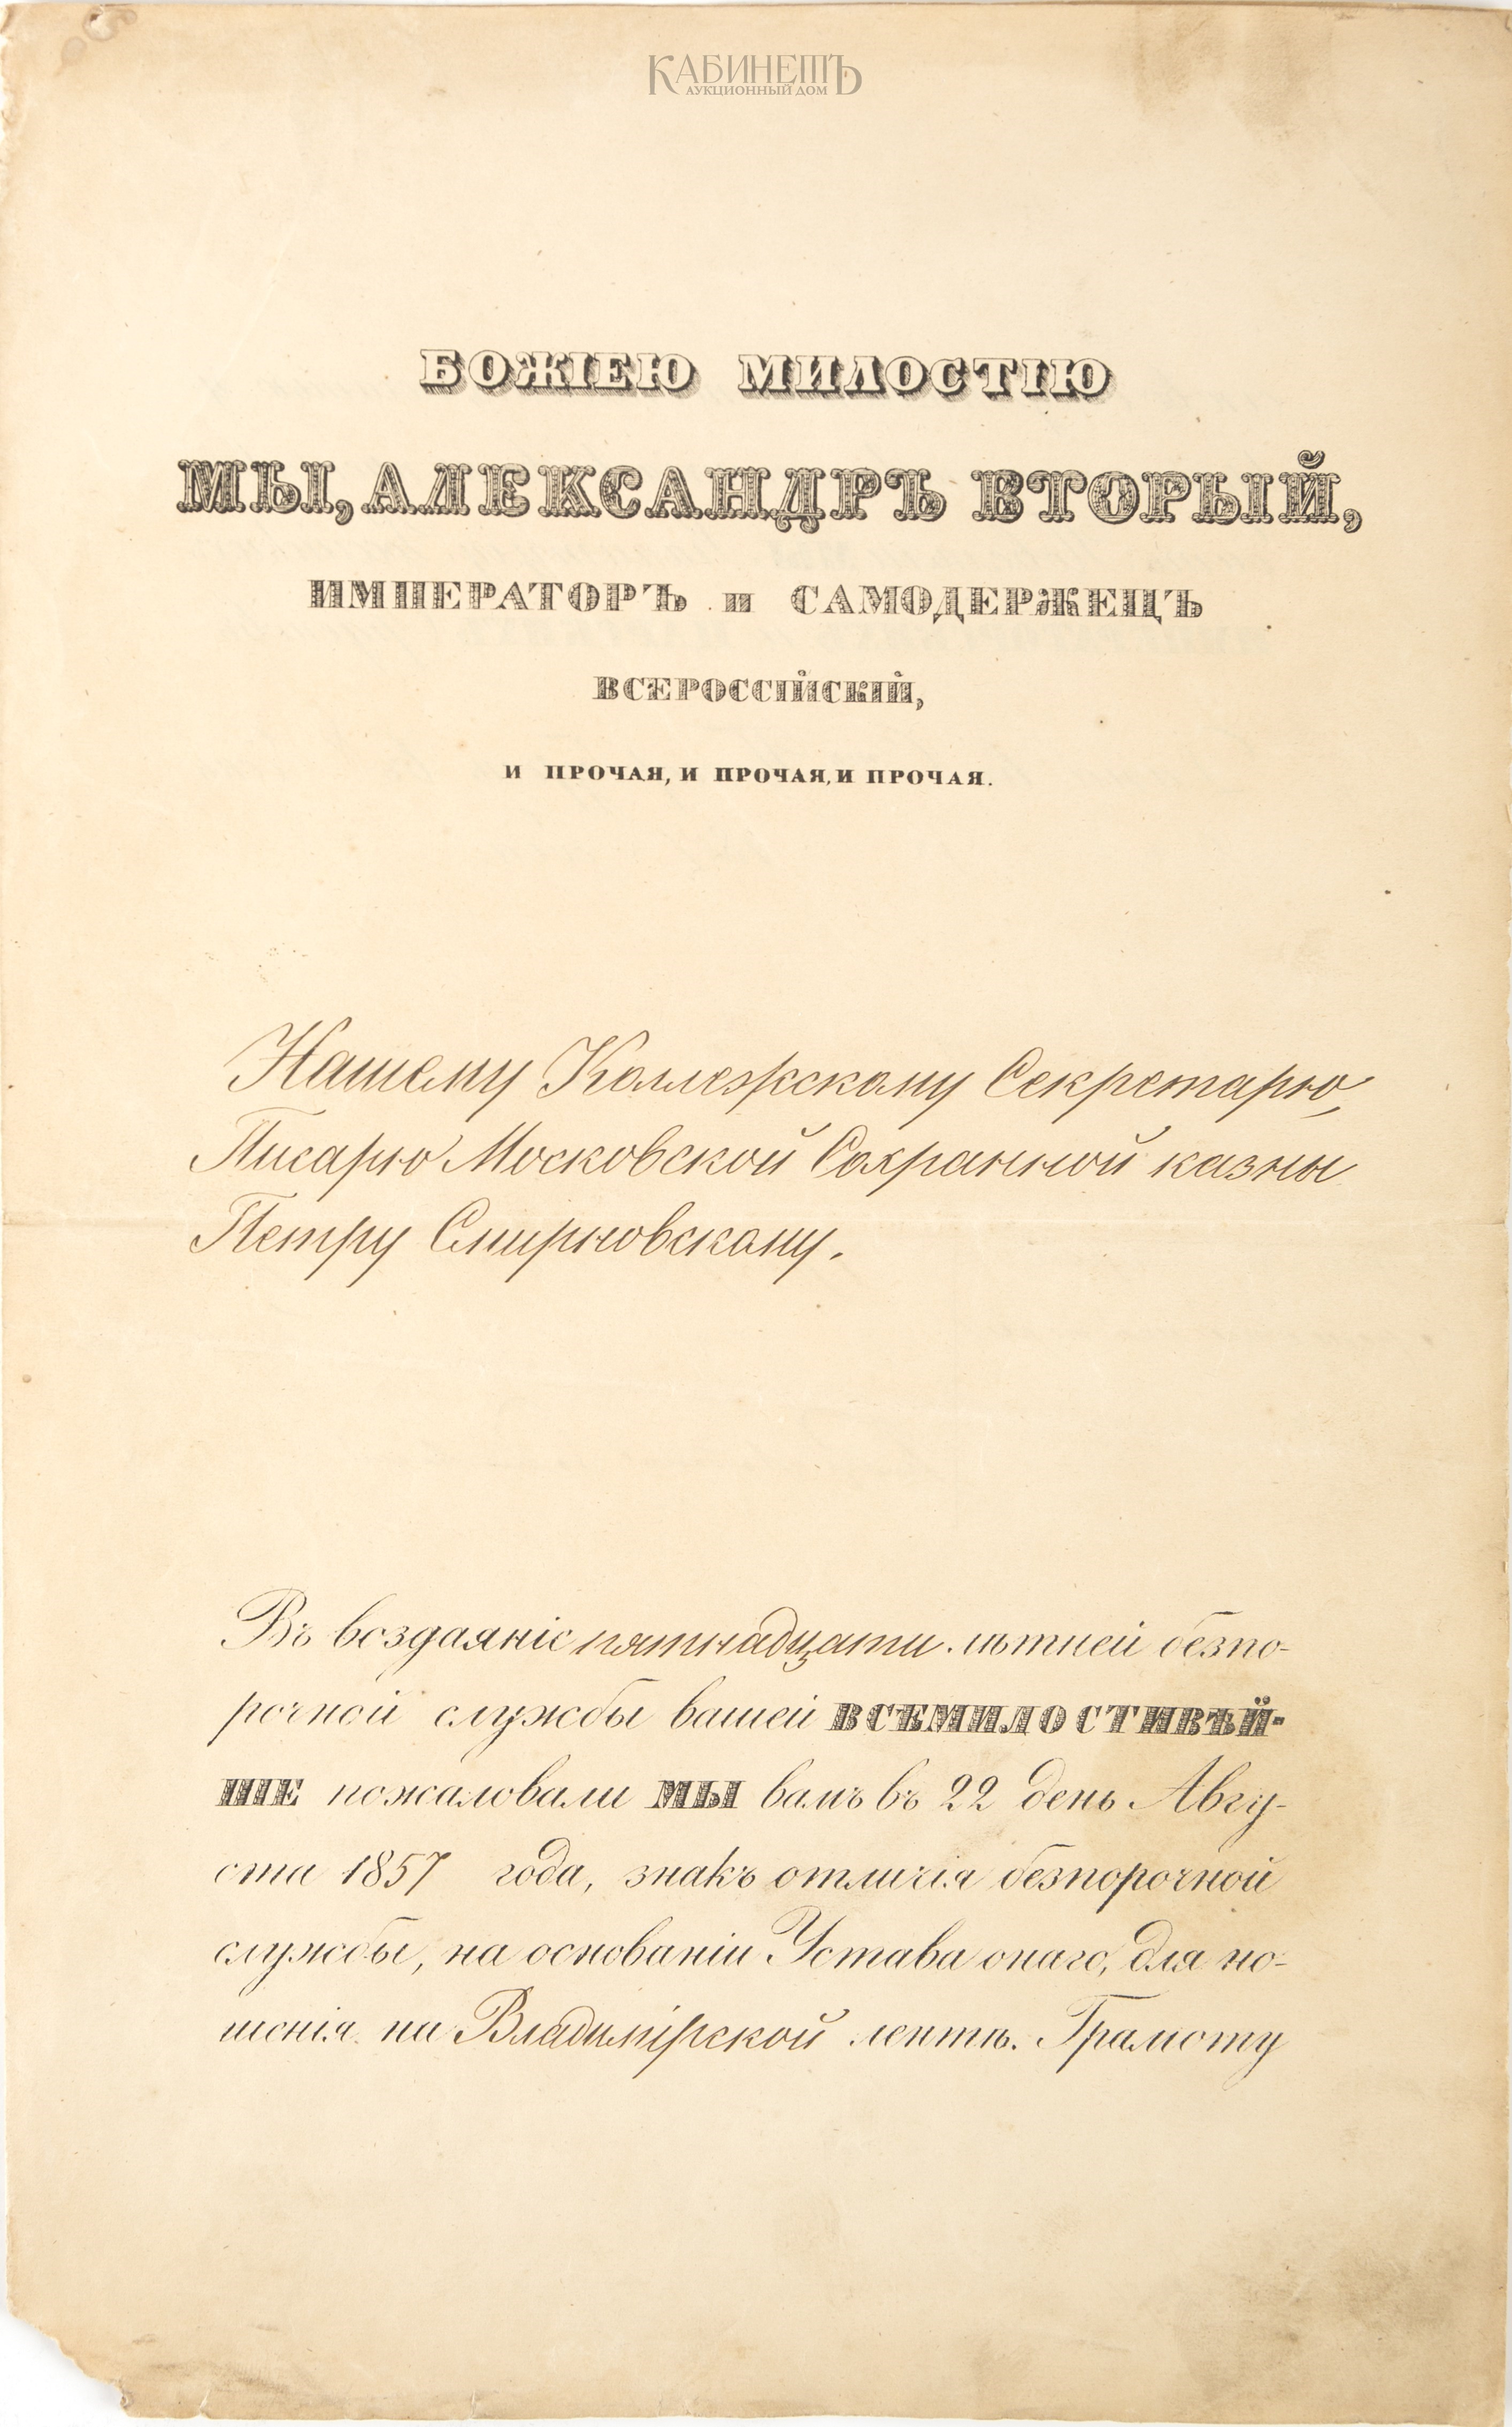 КАБИНЕТЪ
АУКЦИОННЫЙ ДОМ
БОЖІЕЮ МИЛОСТІЮ
МЫ, АЛЕКСАНДРЪ ВТОРЫЙ,
ИМПЕРАТОРЪ и САМОДЕРЖЕЦЪ
ВСЕРОССІЙСКІЙ,
И ПРОЧАЯ, И ПРОЧАЯ, И ПРОЧАЯ.
Нашему Коллежскому Секретарю,
Писарю Московской Сохранной казны
Петру Смирновскому.
Въ воздаяніе пятнадцати лѣтней безпо-
рочной службы вашей ВСЕМИЛОСТИВѢЙ-
ШЕ пожаловали МЫ вамъ въ 22 день Авгу-
ста 1857 года, знакъ отличія безпорочной
службы, на основаніи Устава онаго, для но-
шенія на Владимірской лентѣ. Грамоту